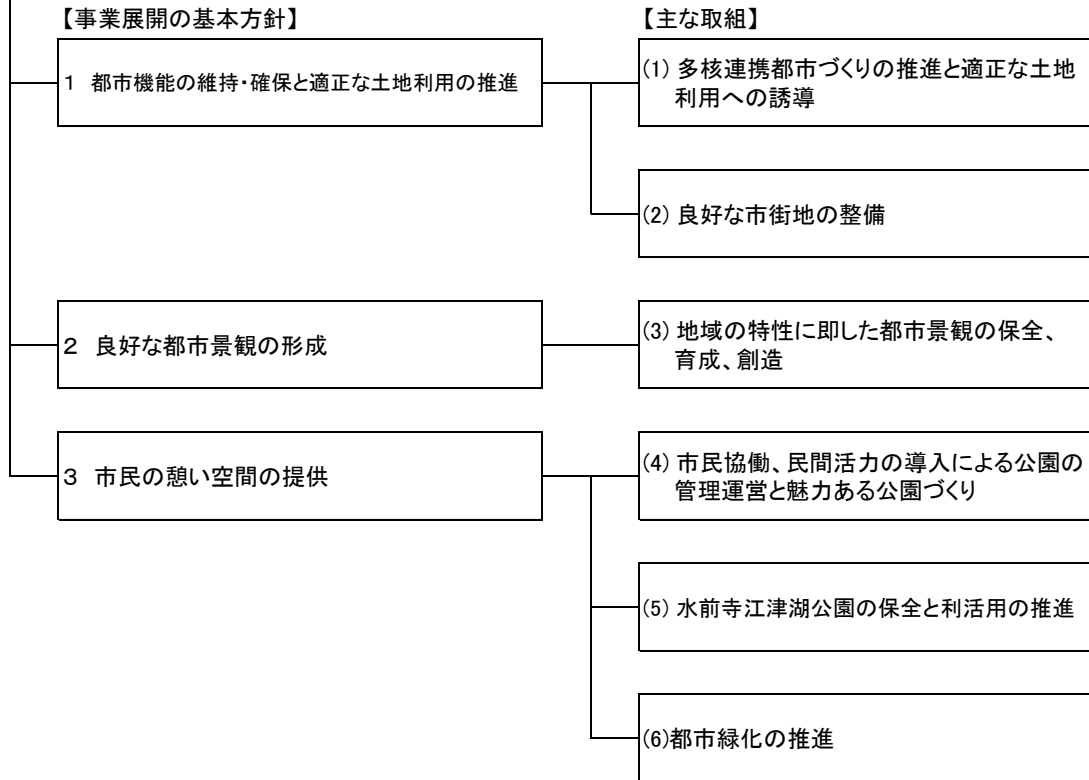 【事業展開の基本方針】
【主な取組】
1 都市機能の維持・確保と適正な土地利用の推進
(1) 多核連携都市づくりの推進と適正な土地
利用への誘導
(2) 良好な市街地の整備
2 良好な都市景観の形成
(3) 地域の特性に即した都市景観の保全、
育成、創造
3 市民の憩い空間の提供
(4) 市民協働、民間活力の導入による公園の
管理運営と魅力ある公園づくり
(5) 水前寺江津湖公園の保全と利活用の推進
(6)都市緑化の推進